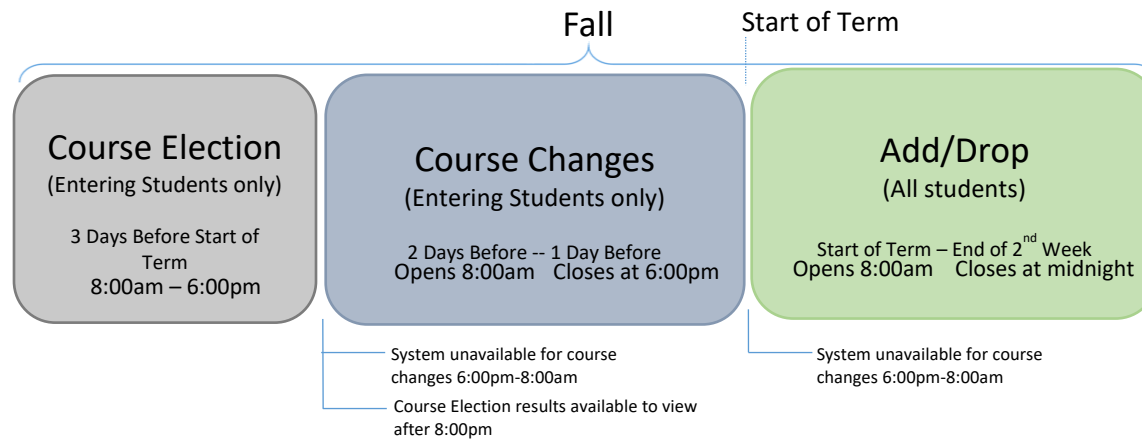 Fall
Start of Term
Course Election
(Entering Students only)
3 Days Before Start of
Term
8:00am – 6:00pm
Course Changes
(Entering Students only)
2 Days Before -- 1 Day Before
Opens 8:00am Closes at 6:00pm
Add/Drop
(All students)
Start of Term – End of 2nd Week
Opens 8:00am Closes at midnight
System unavailable for course
changes 6:00pm-8:00am
Course Election results available to view
after 8:00pm
System unavailable for course
changes 6:00pm-8:00am